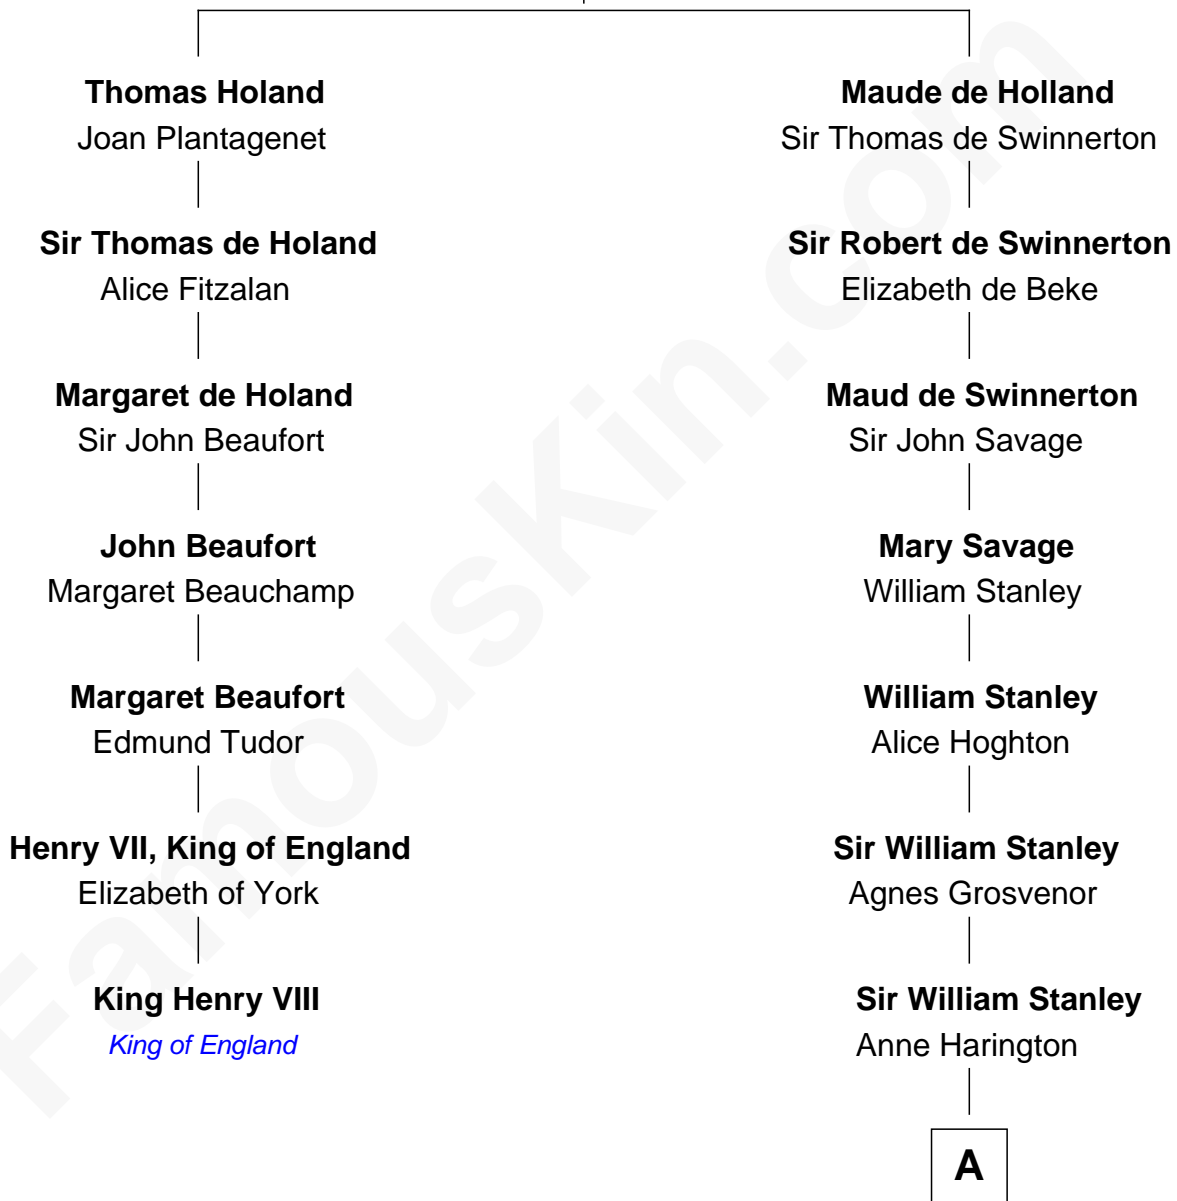 Thomas Holand
Joan Plantagenet
Maude de Holland
Sir Thomas de Swinnerton
Sir Thomas de Holand
Alice Fitzalan
Sir Robert de Swinnerton
Elizabeth de Beke
Margaret de Holand
Sir John Beaufort
Maud de Swinnerton
Sir John Savage
John Beaufort
Margaret Beauchamp
Mary Savage
William Stanley
Margaret Beaufort
Edmund Tudor
William Stanley
Alice Hoghton
Henry VII, King of England
Elizabeth of York
Sir William Stanley
Agnes Grosvenor
King Henry VIII
King of England
Sir William Stanley
Anne Harington
A
FamousKin.com